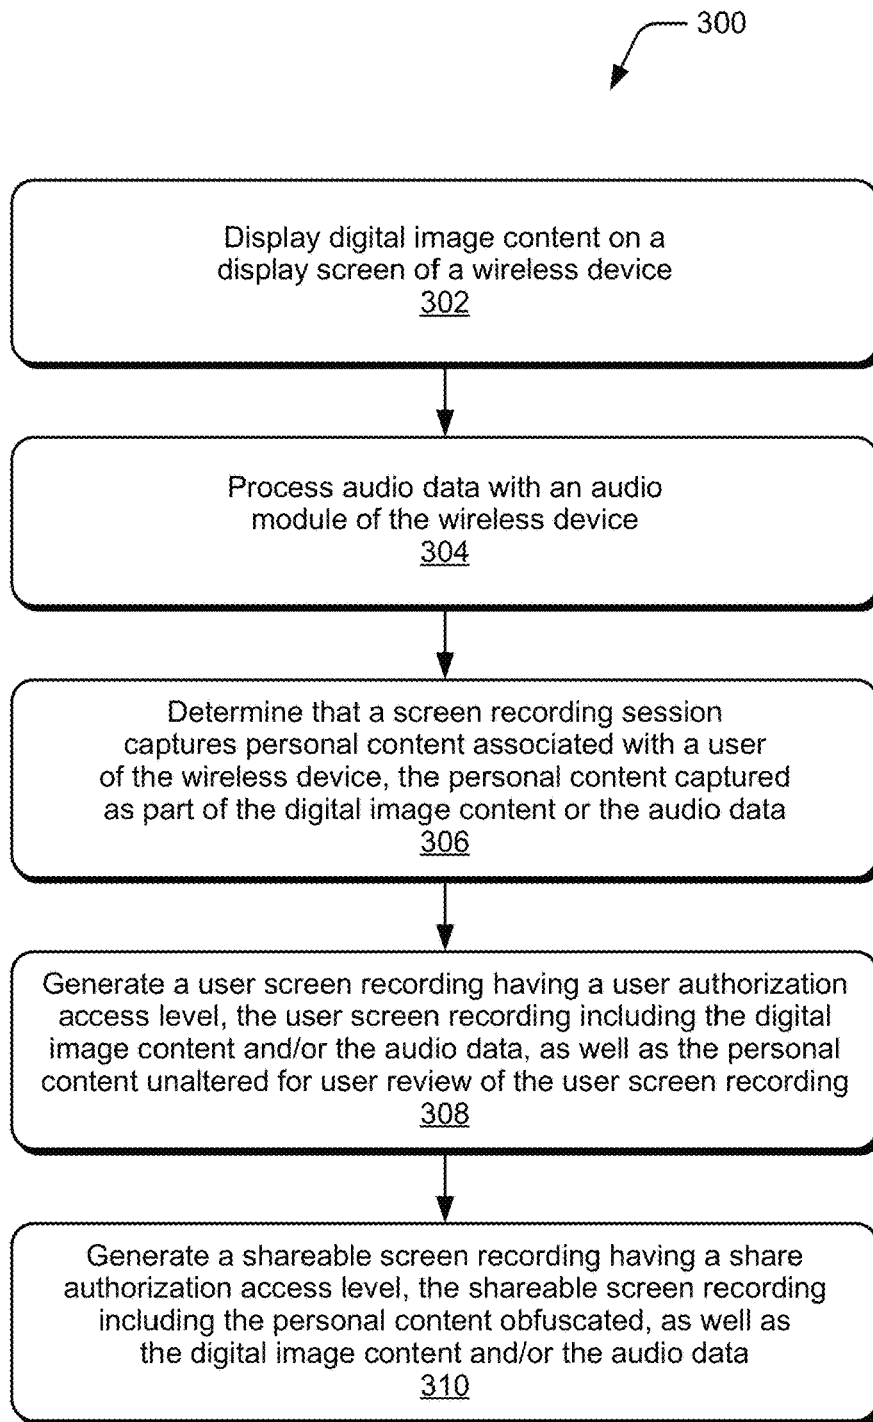 300
Display digital image content on a
display screen of a wireless device
302
Process audio data with an audio
module of the wireless device
304
Determine that a screen recording session
captures personal content associated with a user
of the wireless device, the personal content captured
as part of the digital image content or the audio data
306
Generate a user screen recording having a user authorization
access level, the user screen recording including the digital
image content and/or the audio data, as well as the personal
content unaltered for user review of the user screen recording
308
Generate a shareable screen recording having a share
authorization access level, the shareable screen recording
including the personal content obfuscated, as well as
the digital image content and/or the audio data
310